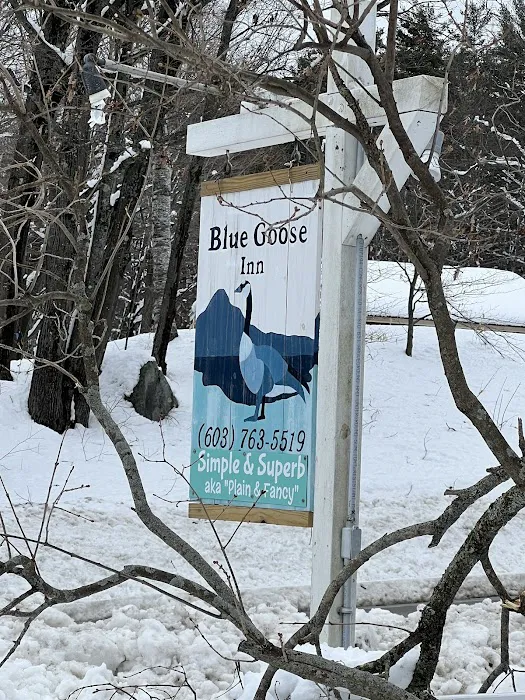 Blue Goose
Inn
(603) 763-5519
Simple & Superb
aka "Plain & Fancy"